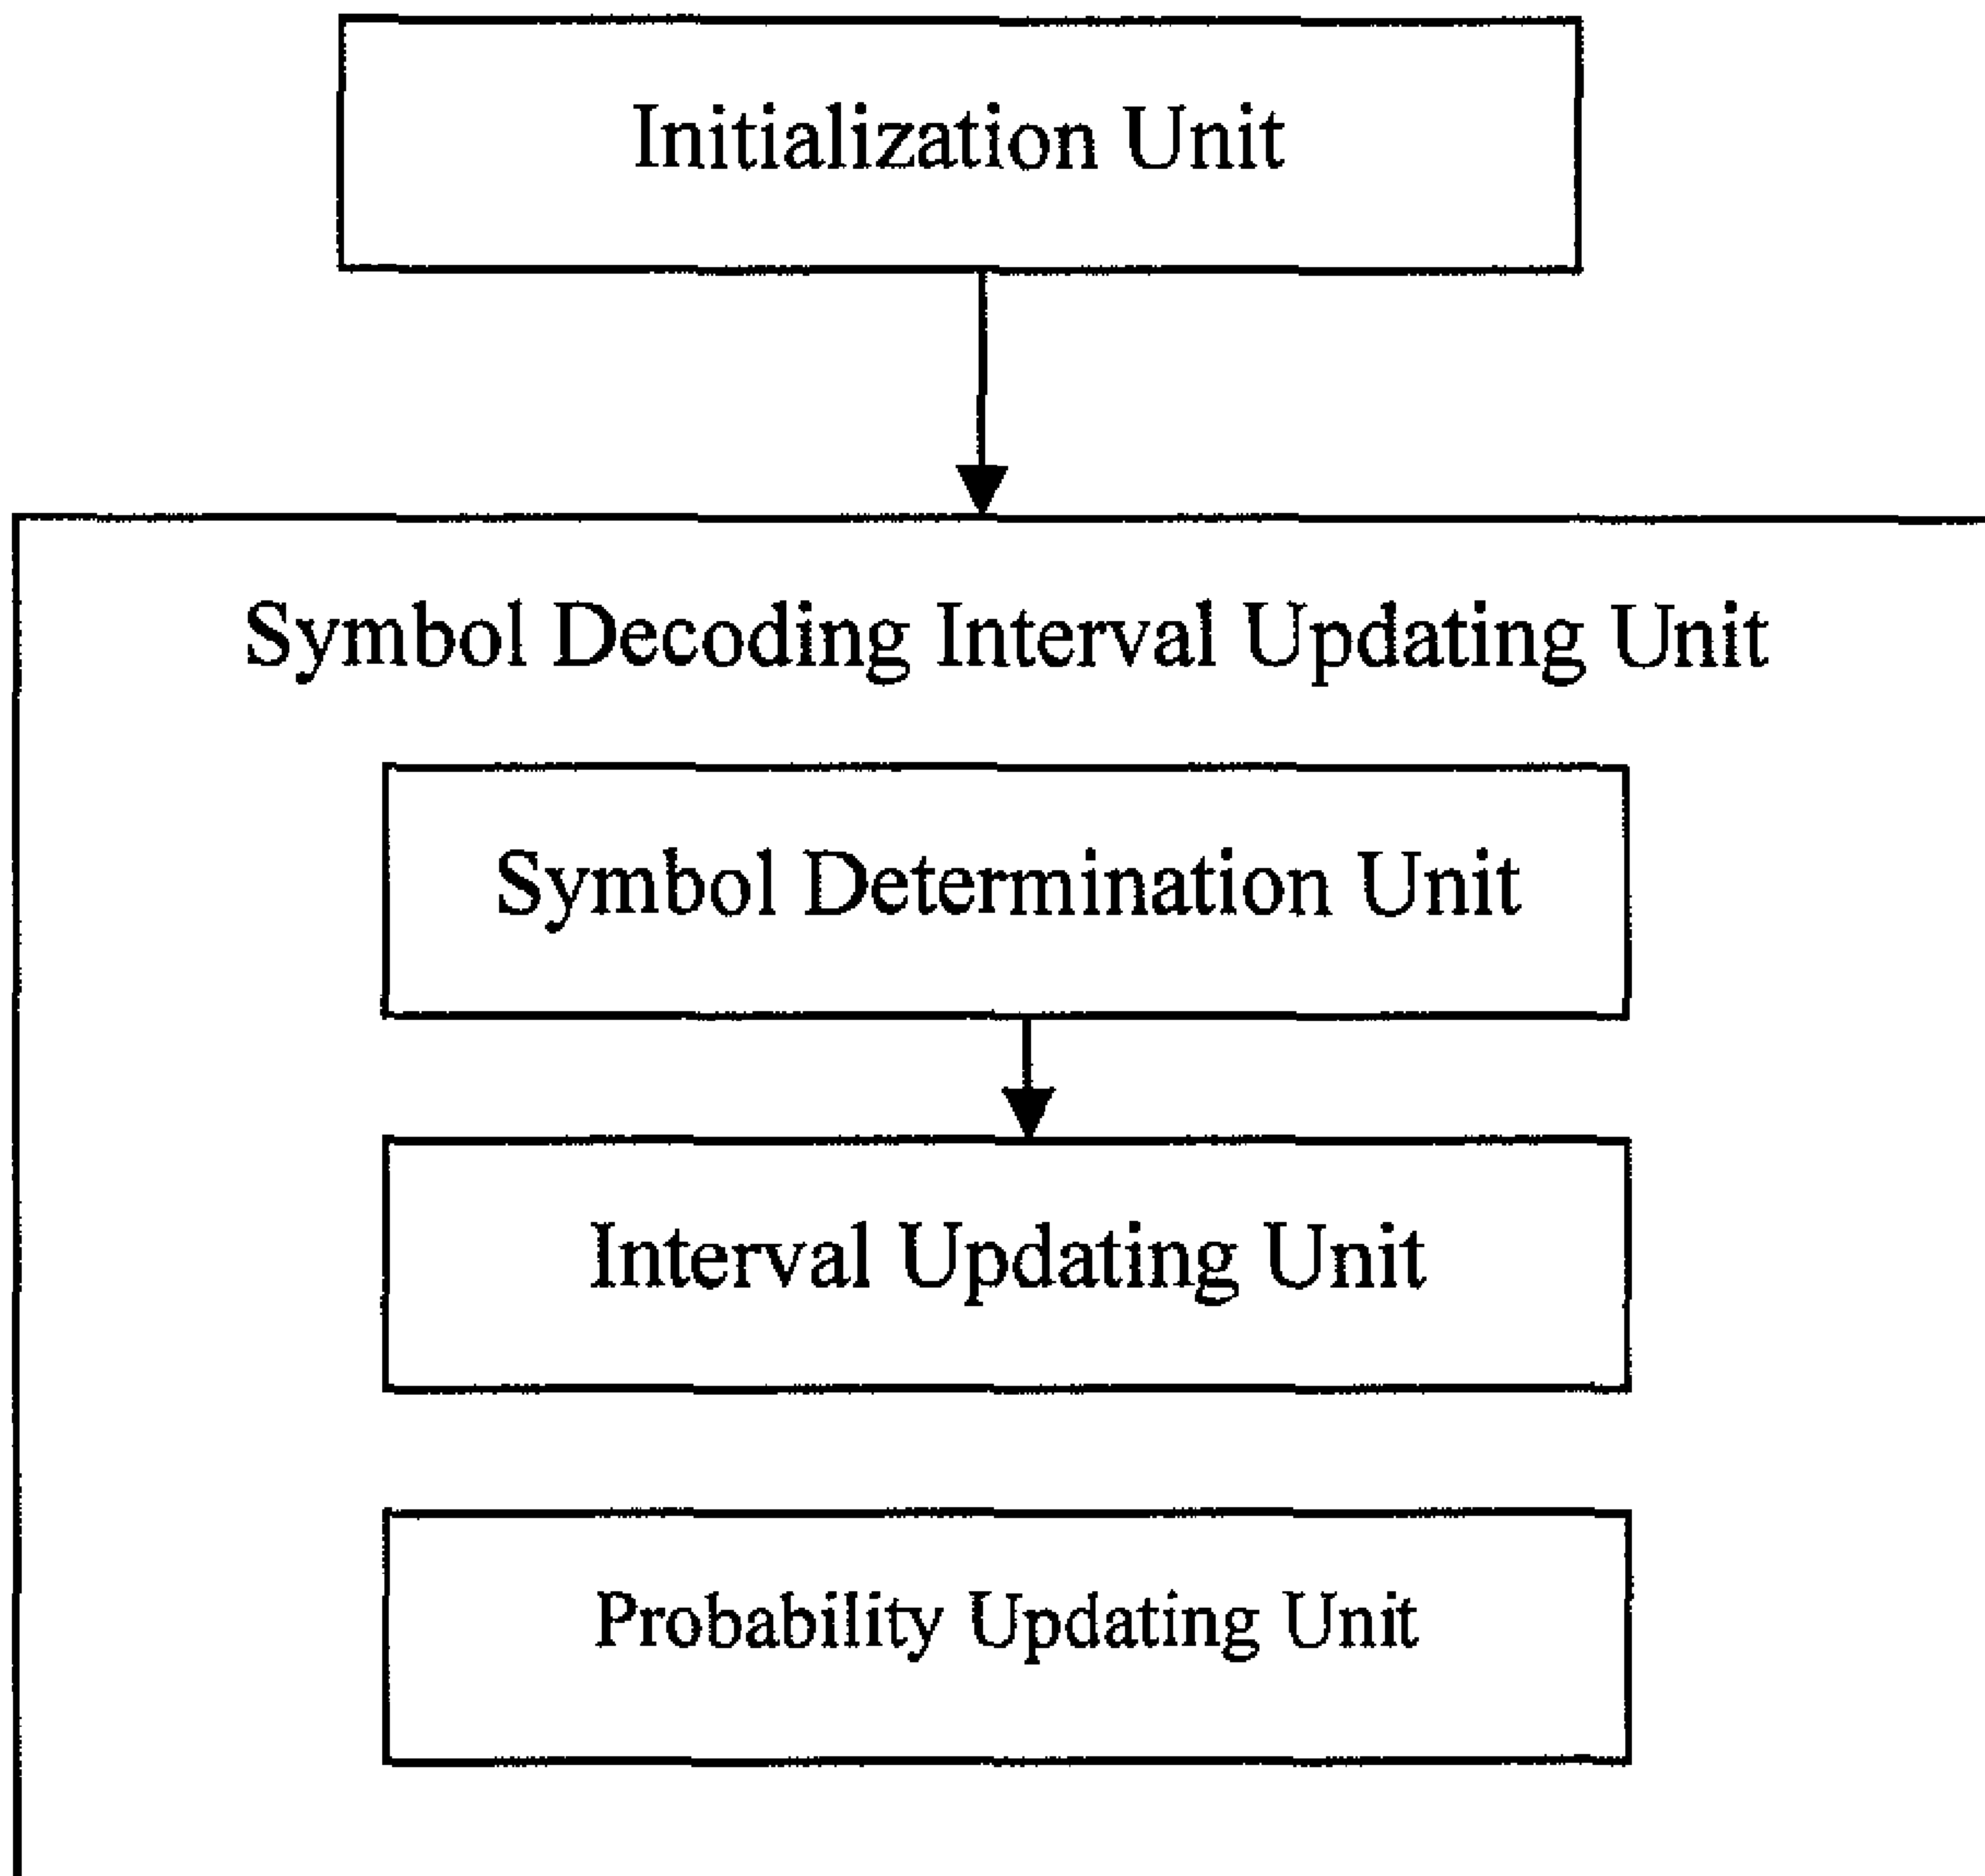 Initialization Unit
Symbol Decoding Interval Updating Unit
Symbol Determination Unit
Interval Updating Unit
Probability Updating Unit